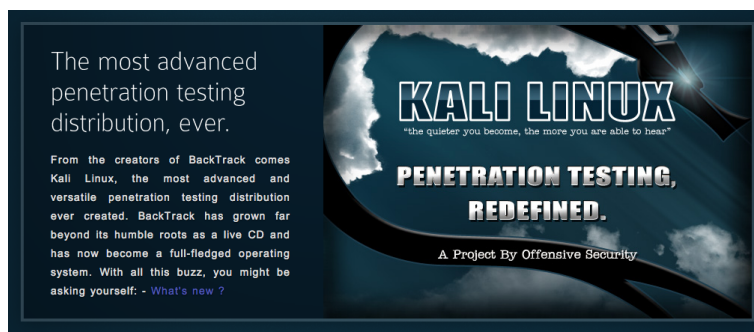 The most advanced
penetration testing
distribution, ever.
From the creators of BackTrack comes
Kali Linux, the most advanced and
versatile penetration testing distribution
ever created. BackTrack has grown far
beyond its humble roots as a live CD and
has now become a full-fledged operating
system. With all this buzz, you might be
asking yourself: - What's new ?
KALI LINUX
“the quieter you become, the more you are able to hear”
PENETRATION TESTING,
REDEFINED.
A Project By Offensive Security